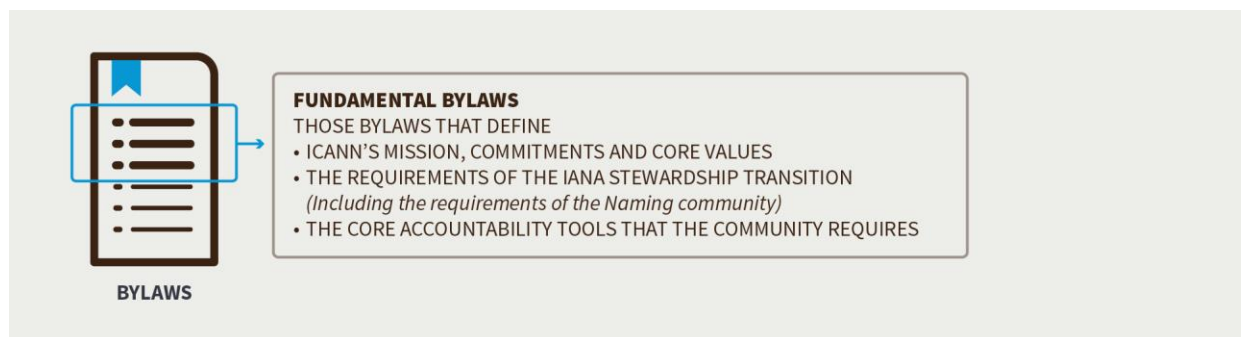 FUNDAMENTAL BYLAWS
THOSE BYLAWS THAT DEFINE
• ICANN’S MISSION, COMMITMENTS AND CORE VALUES
• THE REQUIREMENTS OF THE IANA STEWARDSHIP TRANSITION
(Including the requirements of the Naming community)
• THE CORE ACCOUNTABILITY TOOLS THAT THE COMMUNITY REQUIRES
BYLAWS